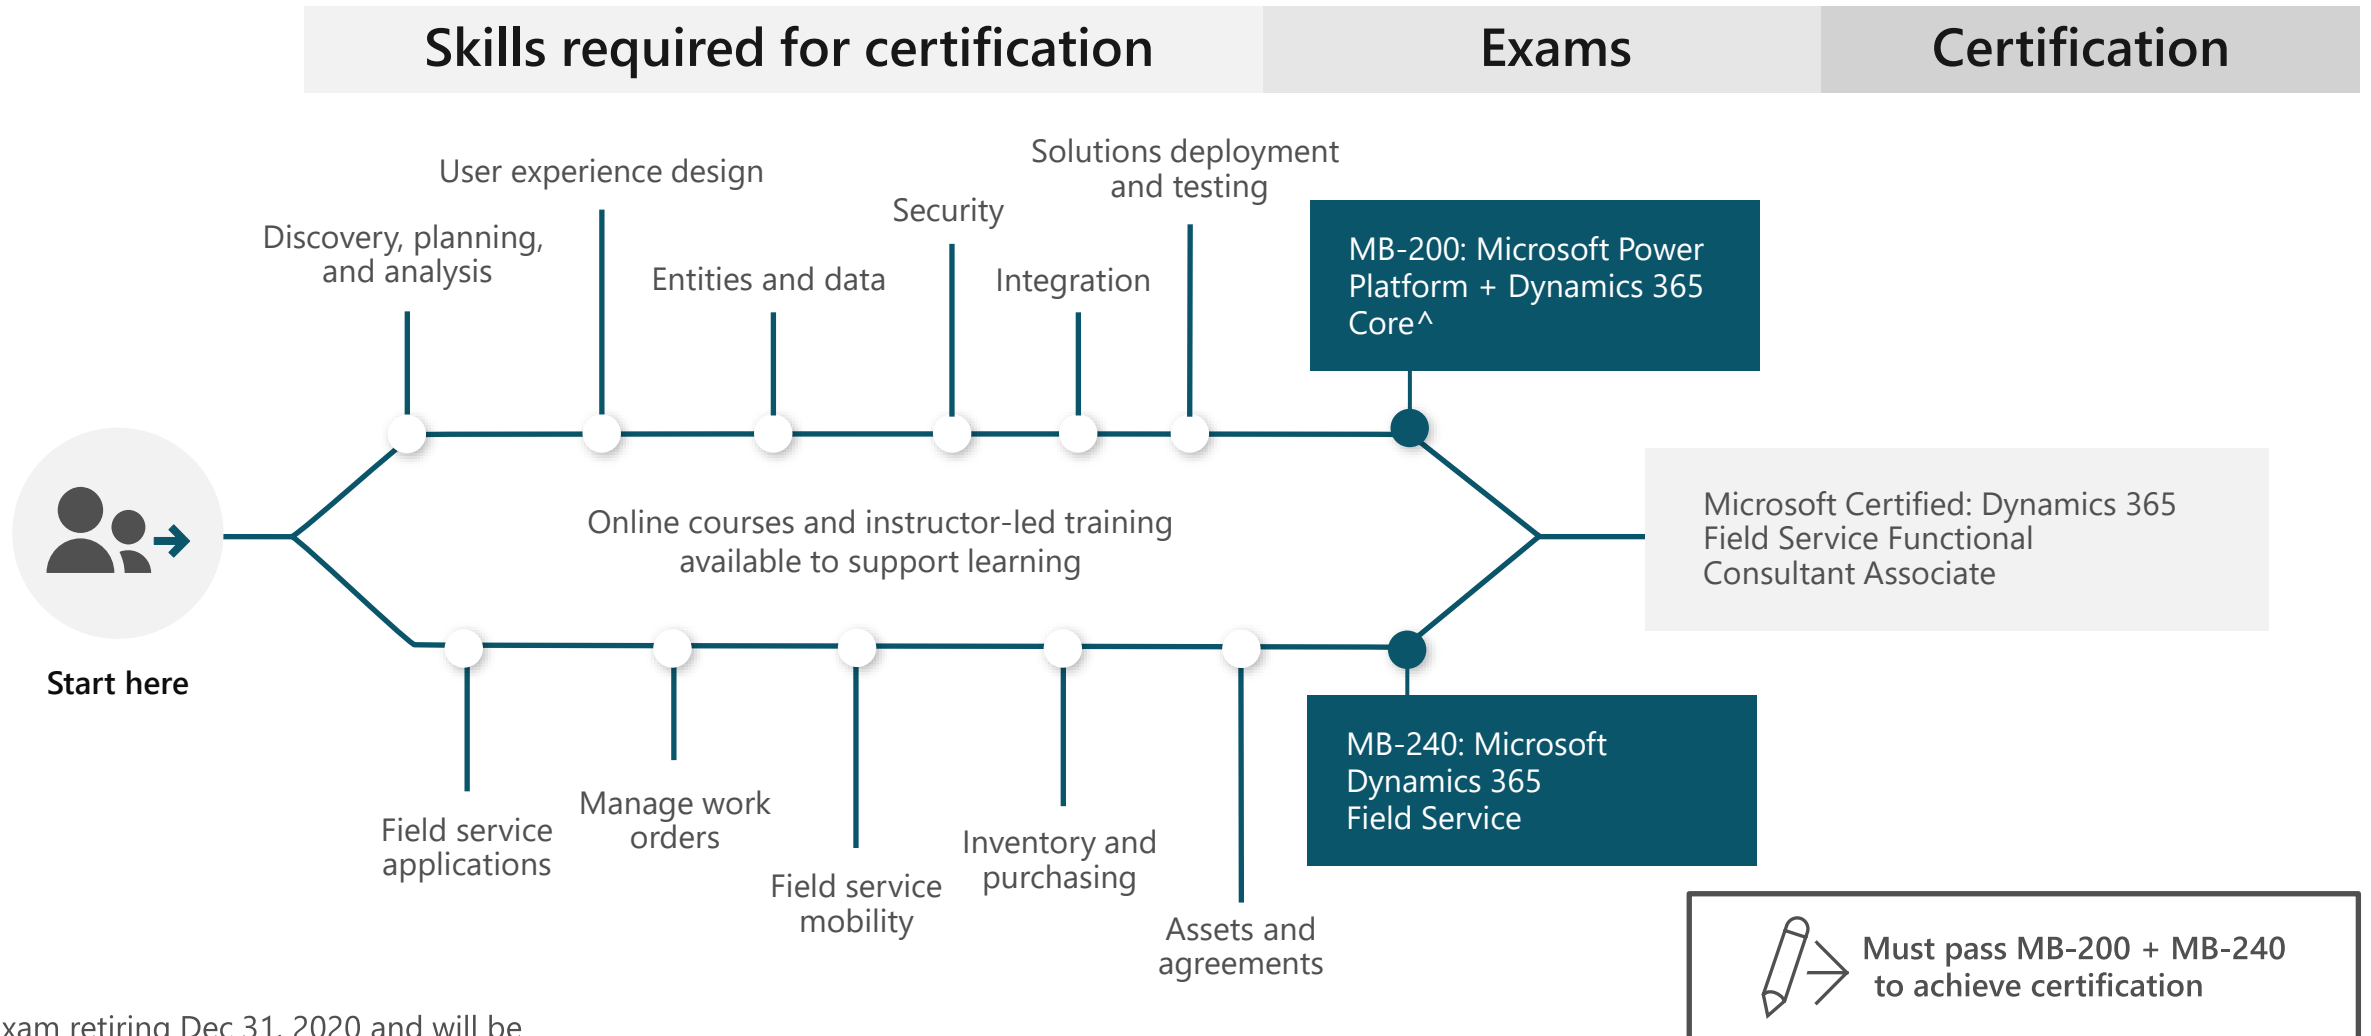 Skills required for certification
Exams
Certification
Discovery, planning,
and analysis
User experience design
Entities and data
Security
Integration
Solutions deployment
and testing
MB-200: Microsoft Power
Platform + Dynamics 365
Core^
Start here
Online courses and instructor-led training
available to support learning
Microsoft Certified: Dynamics 365
Field Service Functional
Consultant Associate
Field service
applications
Manage work
orders
Field service
mobility
Inventory and
purchasing
Assets and
agreements
MB-240: Microsoft
Dynamics 365
Field Service
Must pass MB-200 + MB-240
to achieve certification
xam retiring Dec 31, 2020 and will be